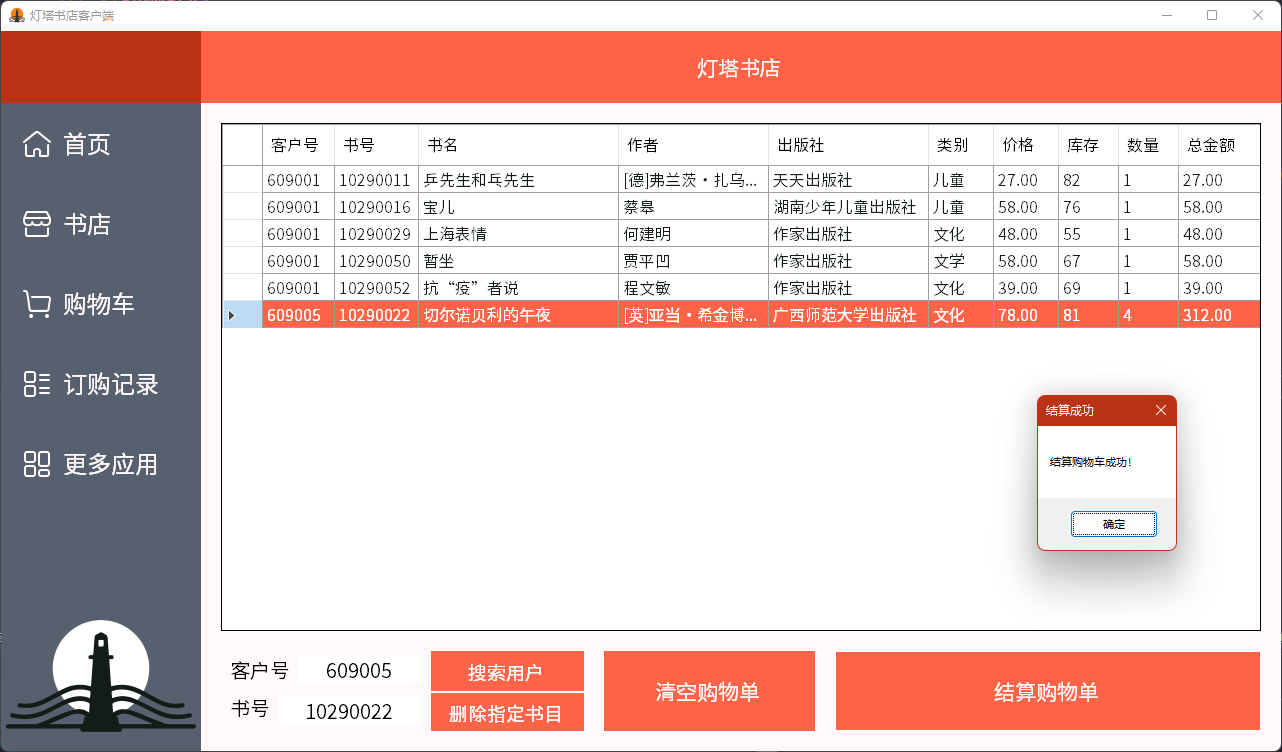 灯塔书店客户端
灯塔书店
首页
书店
购物车
订购记录
更多应用
客户号 书号 书名 作者 出版社 类别 价格 库存 数量 总金额
609001 10290011 乒先生和乓先生 [德]弗兰茨·扎乌... 天天出版社 儿童 27.00 82 1 27.00
609001 10290016 宝儿 蔡皋 湖南少年儿童出版社 儿童 58.00 76 1 58.00
609001 10290029 上海表情 何建明 作家出版社 文化 48.00 55 1 48.00
609001 10290050 暂坐 贾平凹 作家出版社 文学 58.00 67 1 58.00
609001 10290052 抗“疫”者说 程文敏 作家出版社 文化 39.00 69 1 39.00
609005 10290022 切尔诺贝利的午夜 [英]亚当·希金博... 广西师范大学出版社 文化 78.00 81 4 312.00
结算成功
结算购物车成功!
确定
客户号 609005 搜索用户
书号 10290022 删除指定书目
清空购物单
结算购物单